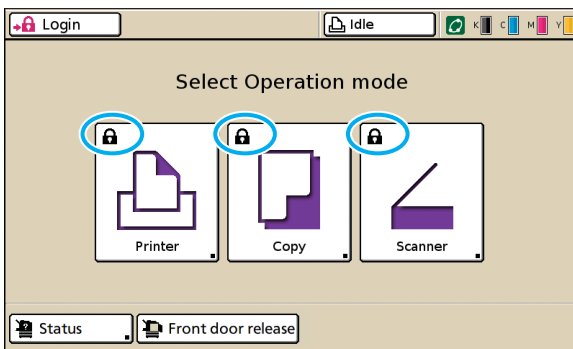 Login
Idle
K C M Y
Select Operation mode
Printer
Copy
Scanner
Status
Front door release